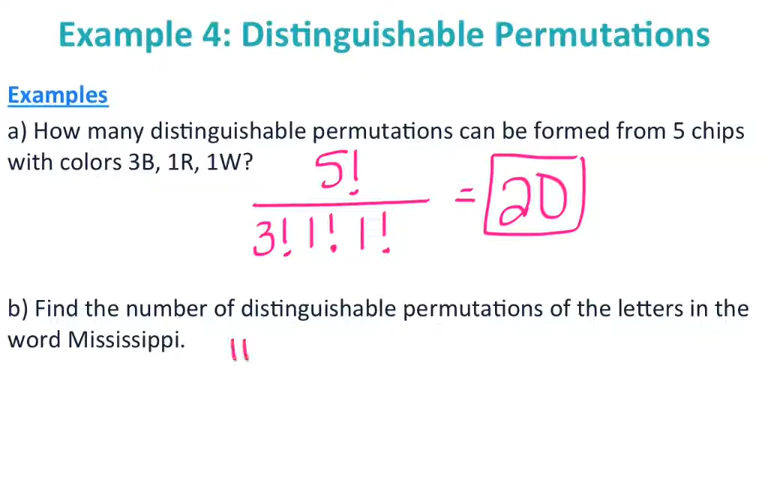 Example 4: Distinguishable Permutations
Examples
a) How many distinguishable permutations can be formed from 5 chips
with colors 3B, 1R, 1W?
5!
3! 1! 1!
= 20
b) Find the number of distinguishable permutations of the letters in the
word Mississippi. 11